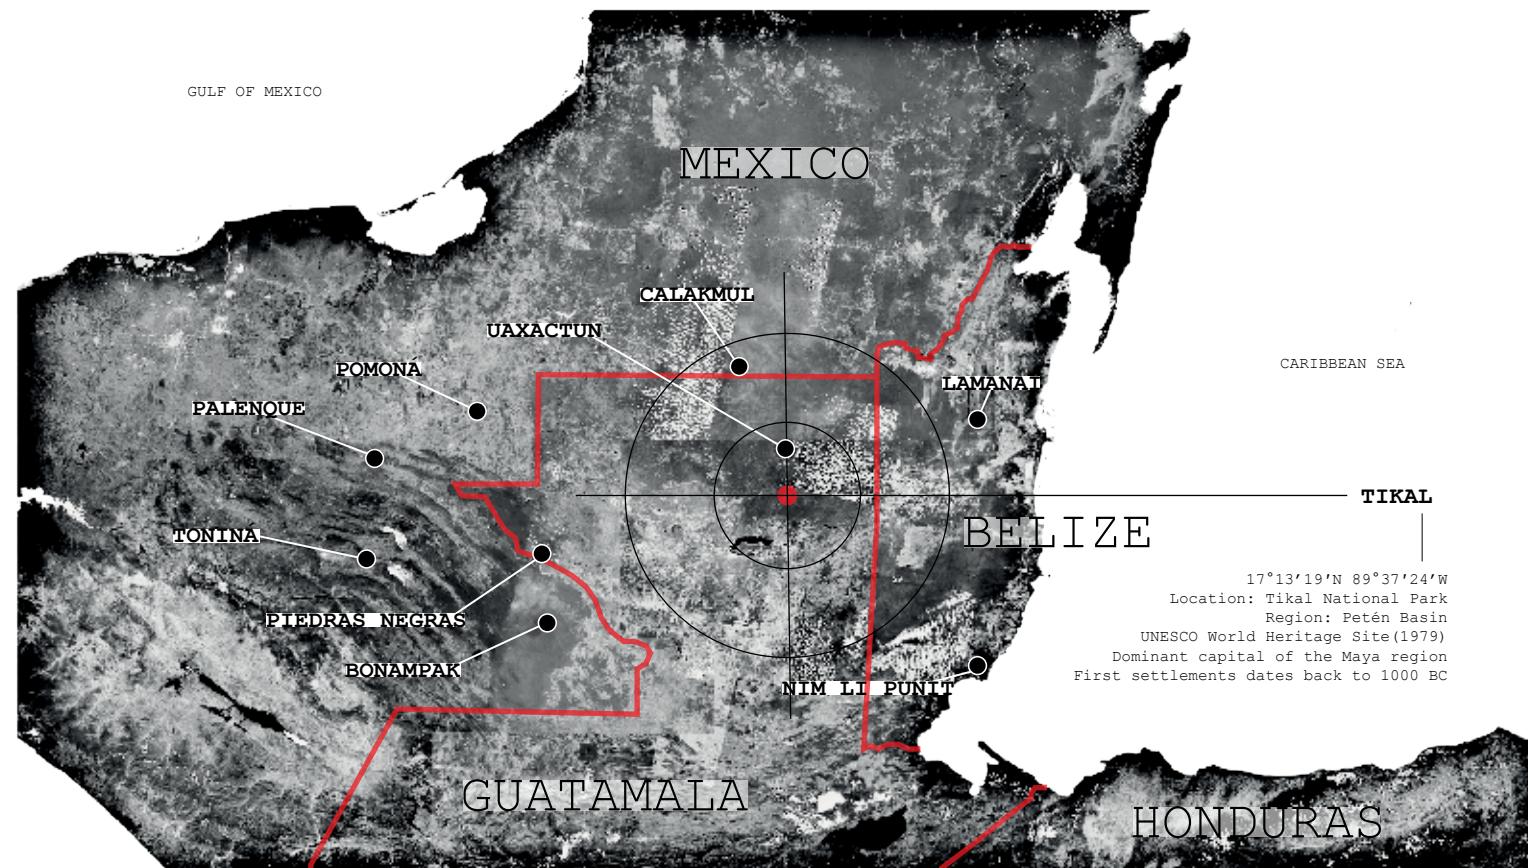 GULF OF MEXICO
MEXICO
CALAKMUL
UAXACTUN
POMONA
CARIBBEAN SEA
LAMANAI
PALENQUE
TIKAL
BELIZE
TONINA
17°13′19′N 89°37′24′W
Location: Tikal National Park
Region: Petén Basin
UNESCO World Heritage Site(1979)
Dominant capital of the Maya region
First settlements dates back to 1000 BC
PIEDRAS NEGRAS
BONAMPAK
NIM LI PUNIT
GUATAMALA
HONDURAS